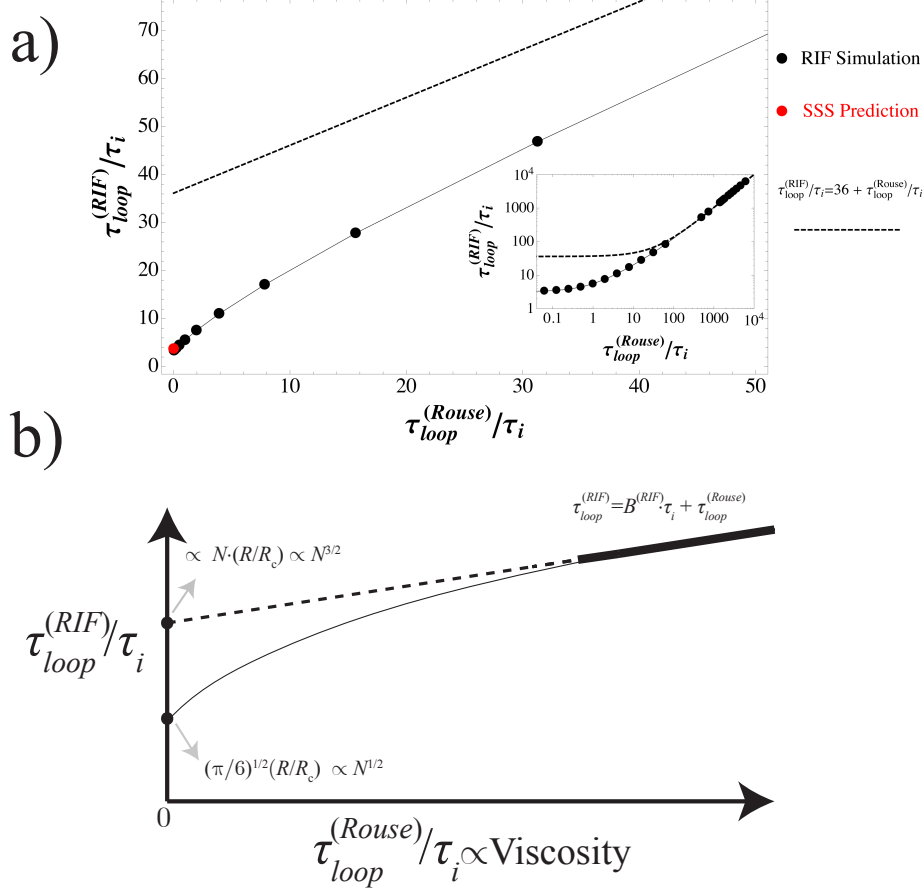 a)
70
60
50
40
30
20
10
0
τ_loop^(RIF)/τ_i
0 10 20 30 40 50
τ_loop^(Rouse)/τ_i
10^4
1000
100
10
1
τ_loop^(RIF)/τ_i
0.1 1 10 100 1000 10^4
τ_loop^(Rouse)/τ_i
RIF Simulation
SSS Prediction
τ_loop^(RIF)/τ_i=36 + τ_loop^(Rouse)/τ_i
b)
τ_loop^(RIF)=B^(RIF)·τ_i + τ_loop^(Rouse)
∝ N·(R/R_c) ∝ N^3/2
τ_loop^(RIF)/τ_i
(π/6)^1/2(R/R_c) ∝ N^1/2
0
τ_loop^(Rouse)/τ_i∝Viscosity